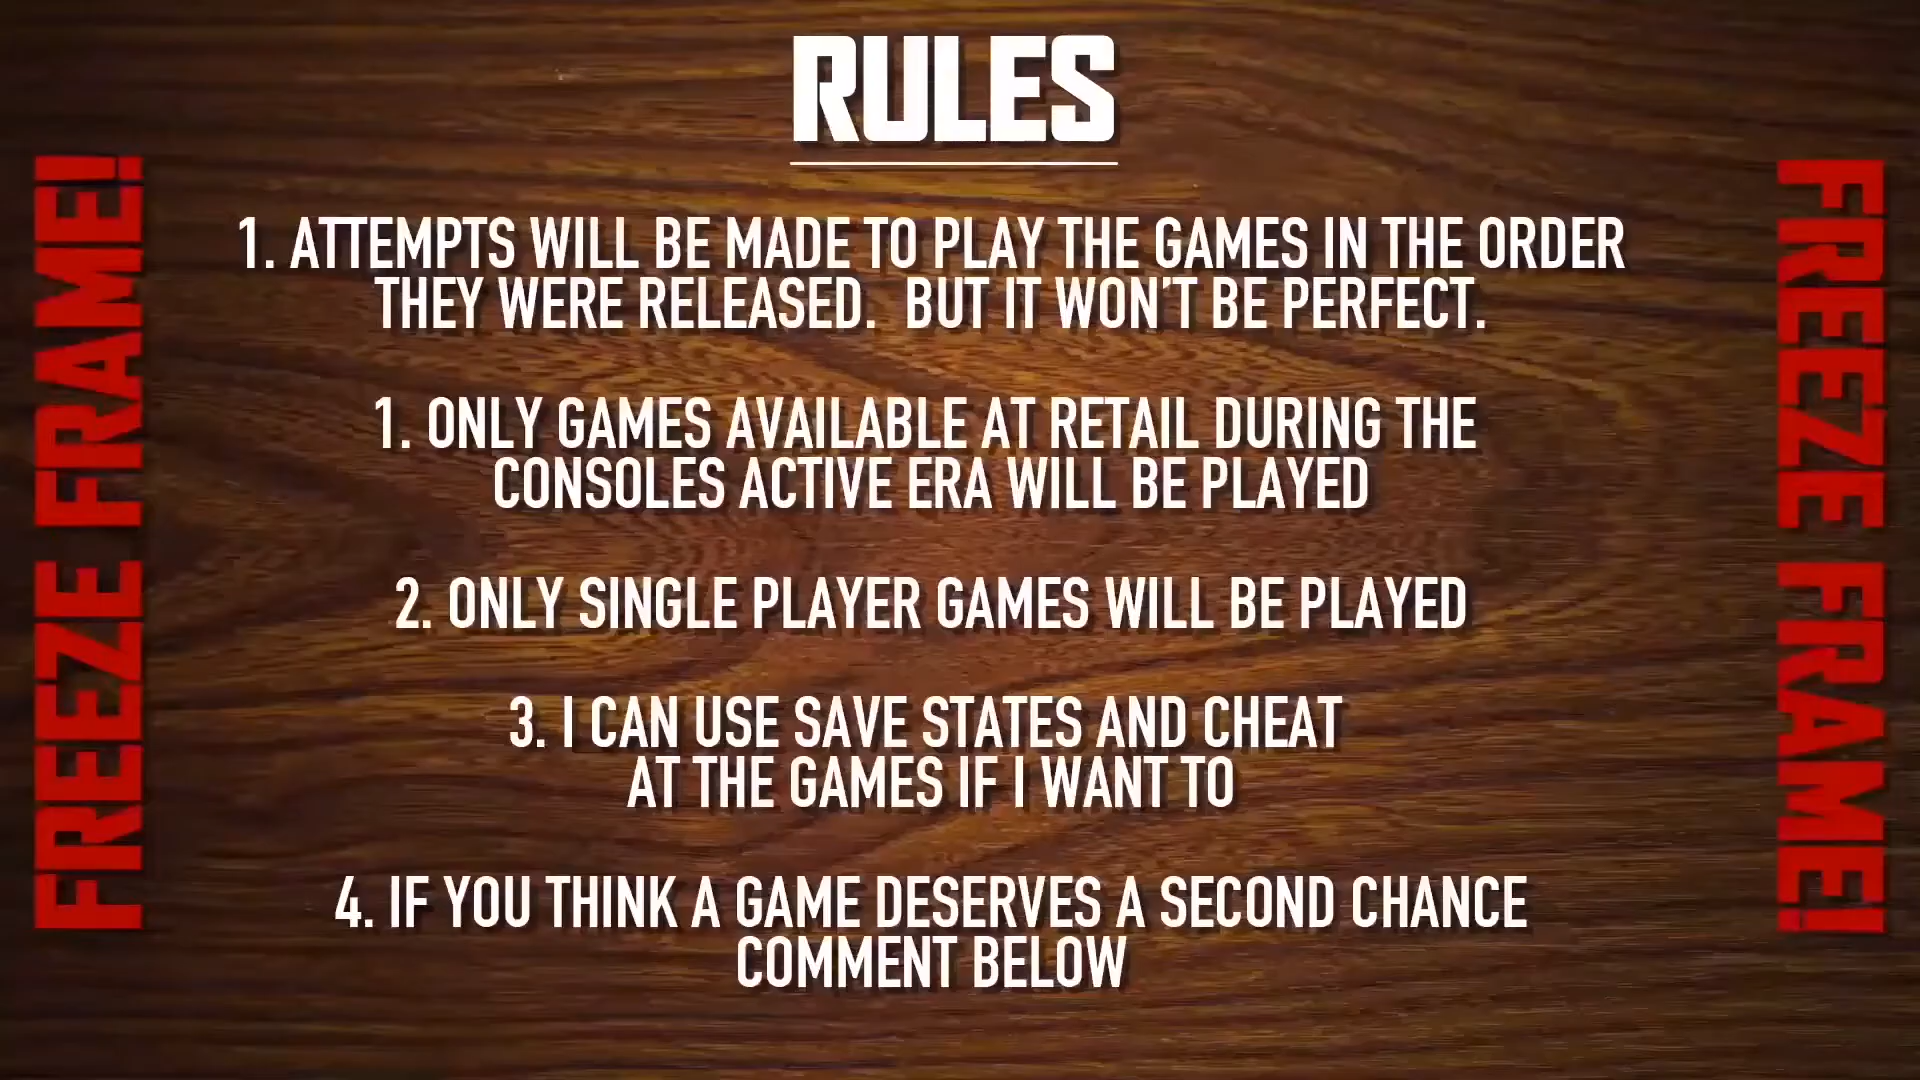 RULES
FREEZE FRAME!
FREEZE FRAME!
1. ATTEMPTS WILL BE MADE TO PLAY THE GAMES IN THE ORDER
THEY WERE RELEASED. BUT IT WON'T BE PERFECT.
1. ONLY GAMES AVAILABLE AT RETAIL DURING THE
CONSOLES ACTIVE ERA WILL BE PLAYED
2. ONLY SINGLE PLAYER GAMES WILL BE PLAYED
3. I CAN USE SAVE STATES AND CHEAT
AT THE GAMES IF I WANT TO
4. IF YOU THINK A GAME DESERVES A SECOND CHANCE
COMMENT BELOW